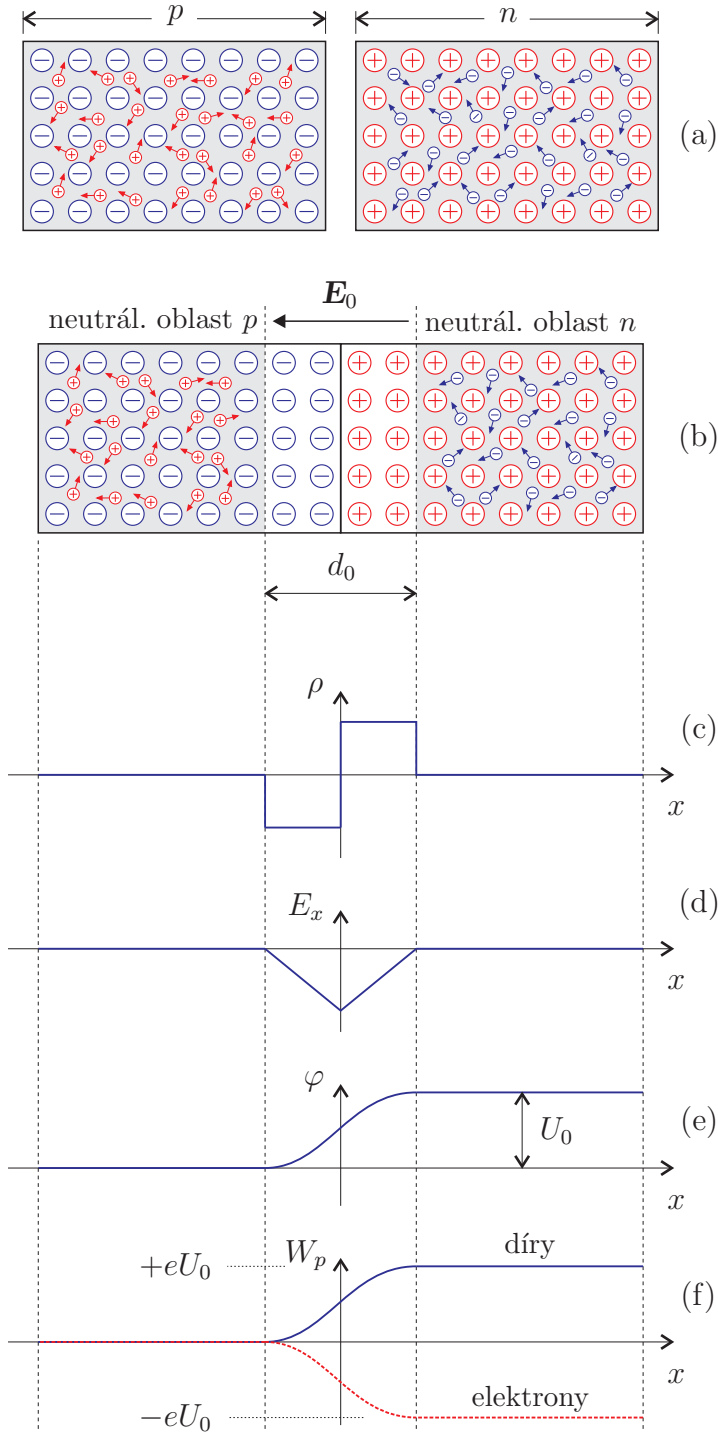 p
n
(a)
E₀
neutrál. oblast p
neutrál. oblast n
(b)
d₀
ρ
(c)
x
Eₓ
(d)
x
φ
U₀
(e)
x
+eU₀
Wₚ
díry
(f)
x
elektrony
−eU₀